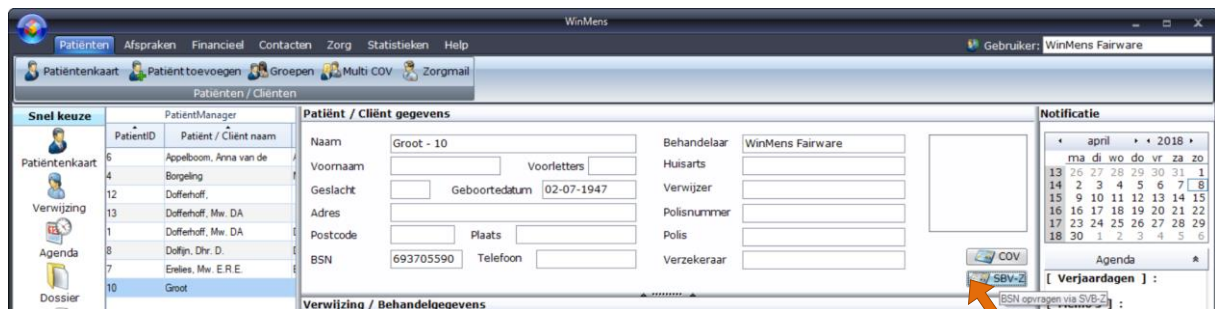 WinMens
Patiënten Afspraken Financieel Contacten Zorg Statistieken Help Gebruiker: WinMens Fairware
Patiëntenkaart Patiënt toevoegen Groepen Multi COV Zorgmail
Patiënten / Cliënten
Snel keuze
Patiëntenkaart
Verwijzing
Agenda
Dossier
PatiëntManager
PatientID Patiënt / Cliënt naam
6 Appelboom, Anna van de
4 Borgeling
12 Dofferhoff,
13 Dofferhoff, Mw. DA
1 Dofferhoff, Mw. DA
8 Dolfijn, Dhr. D.
7 Erelies, Mw. E.R.E.
10 Groot
Patiënt / Cliënt gegevens
Naam Groot - 10 Behandelaar WinMens Fairware
Voornaam Voorletters Huisarts
Geslacht Geboortedatum 02-07-1947 Verwijzer
Adres Polisnummer
Postcode Plaats Polis
BSN 693705590 Telefoon Verzekeraar
COV
SBV-Z
BSN opvragen via SVB-Z
Verwijzing / Behandelgegevens
Notificatie
april 2018
ma di wo do vr za zo
13 26 27 28 29 30 31 1
14 2 3 4 5 6 7 8
15 9 10 11 12 13 14 15
16 16 17 18 19 20 21 22
17 23 24 25 26 27 28 29
18 30 1 2 3 4 5 6
Agenda
[ Verjaardagen ] :